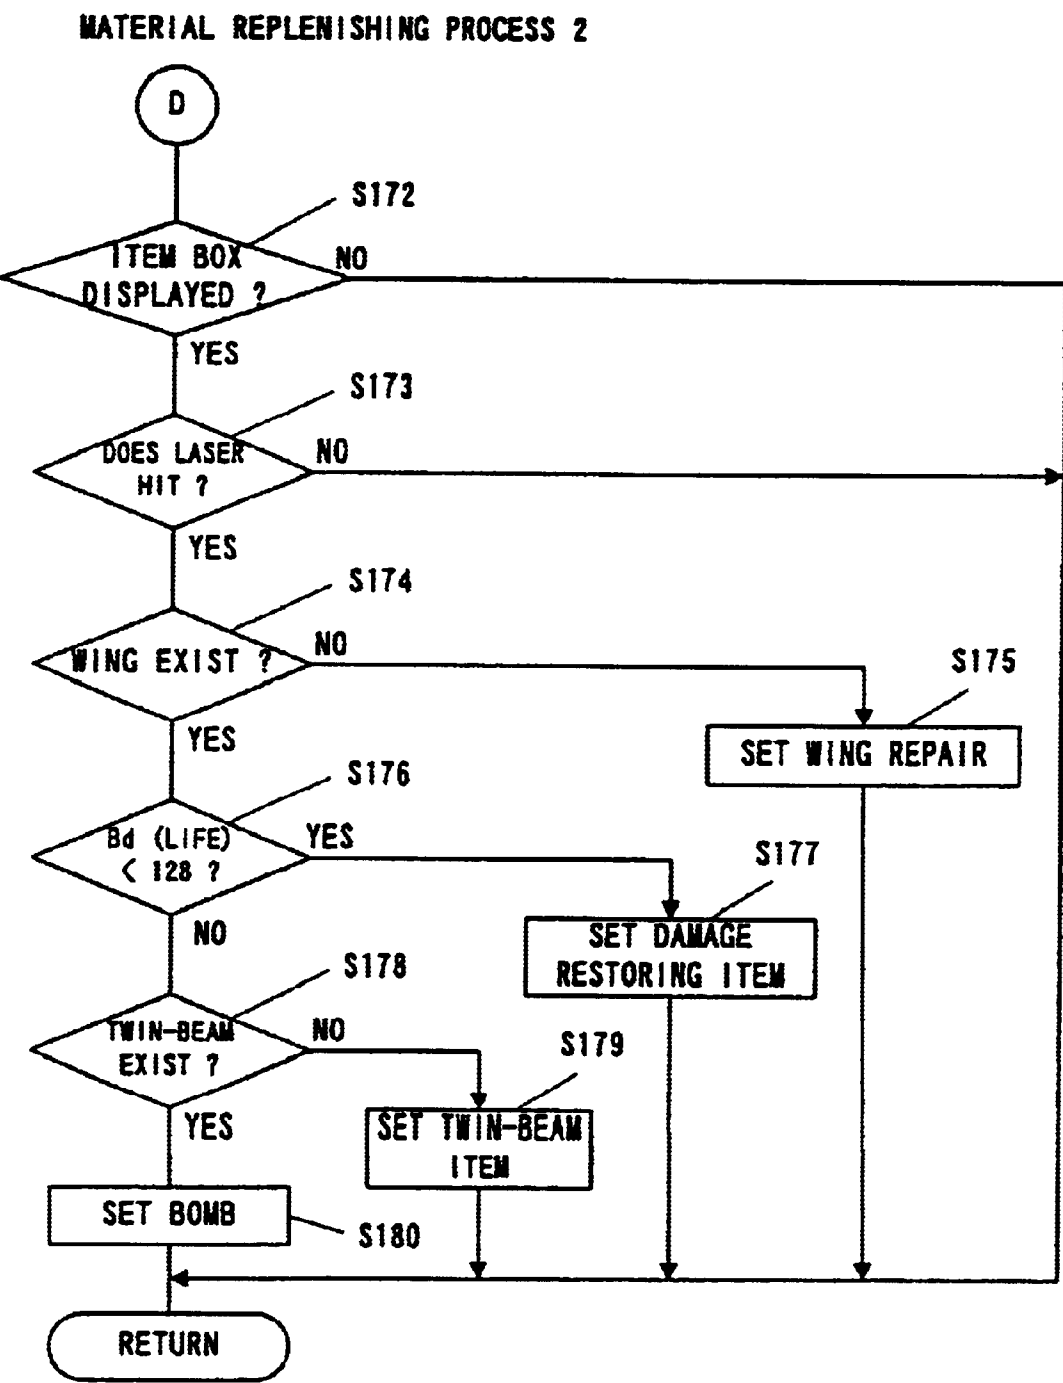 MATERIAL REPLENISHING PROCESS 2
D
S172
ITEM BOX
DISPLAYED ?
NO
YES
S173
DOES LASER
HIT ?
NO
YES
S174
WING EXIST ?
NO
YES
S175
SET WING REPAIR
S176
Bd (LIFE)
< 128 ?
YES
NO
S177
SET DAMAGE
RESTORING ITEM
S178
TWIN-BEAM
EXIST ?
NO
YES
S179
SET TWIN-BEAM
ITEM
SET BOMB
S180
RETURN